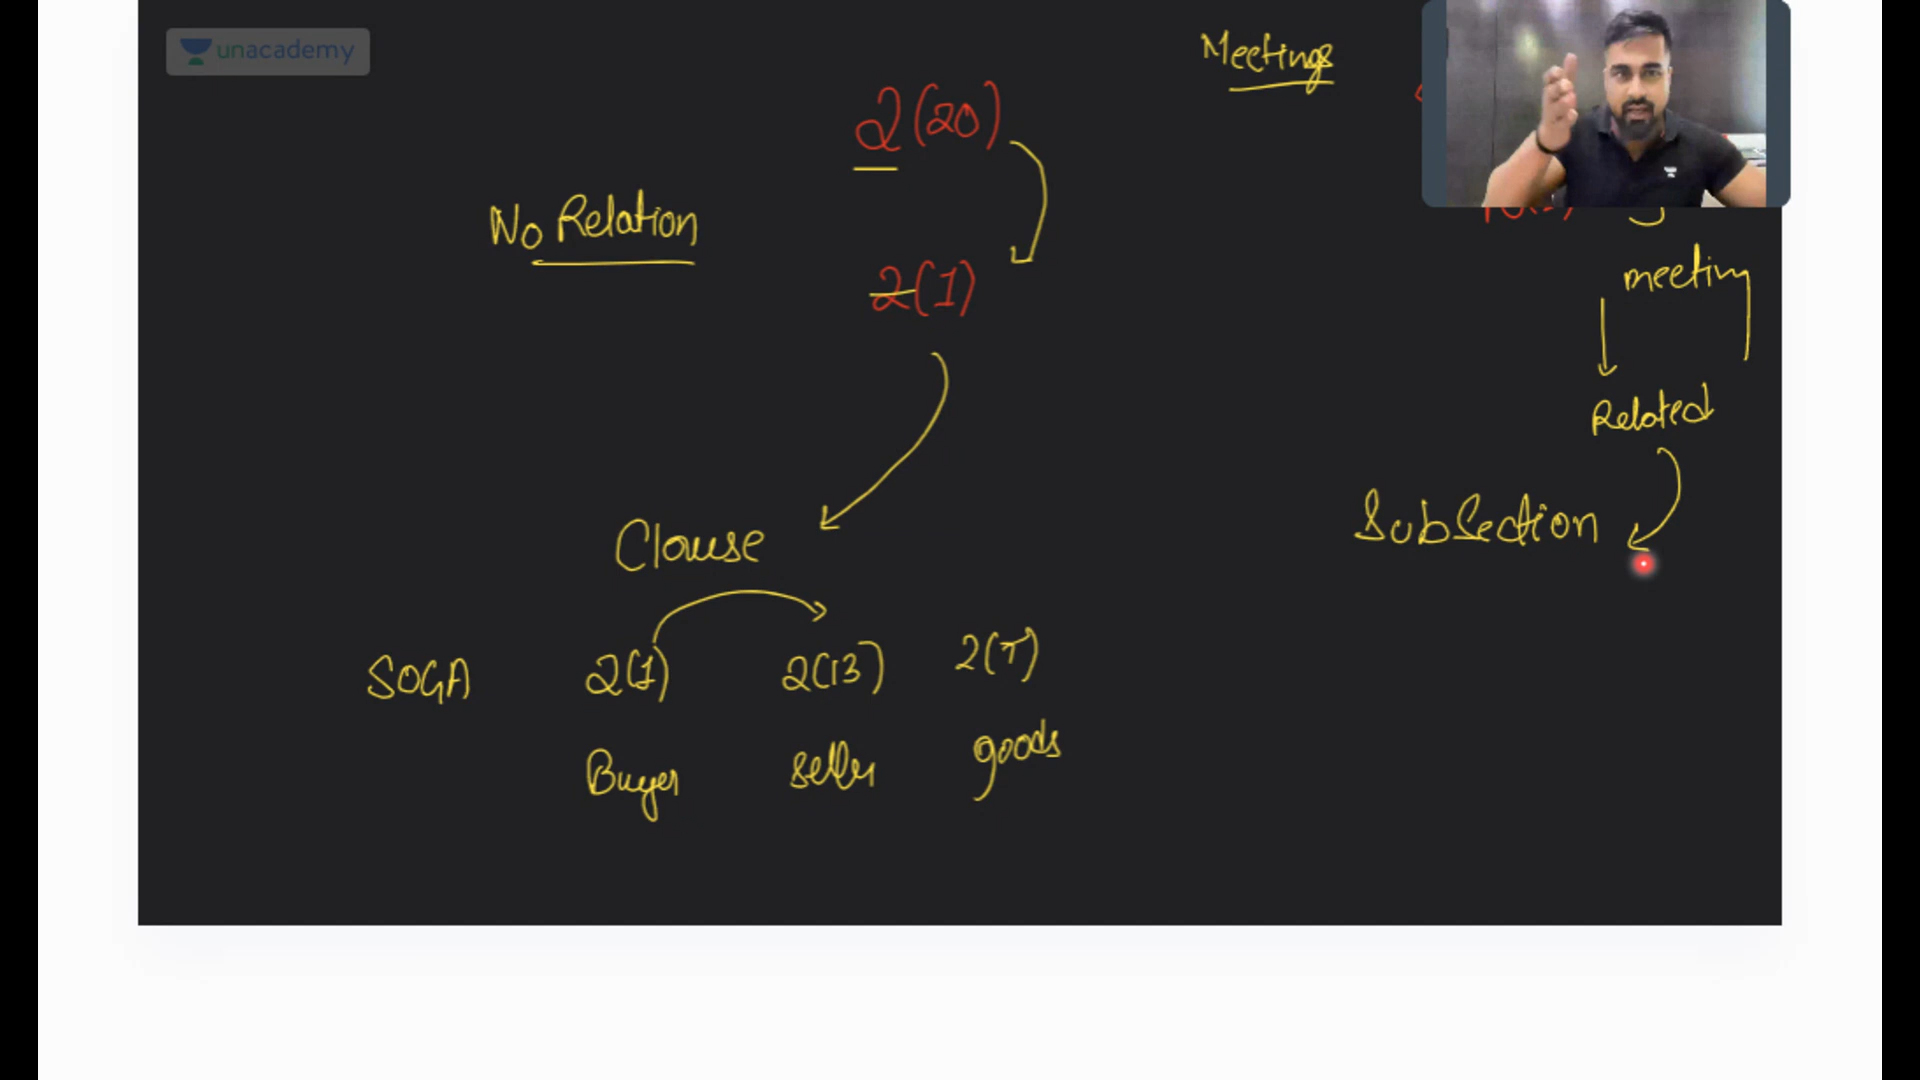 unacademy
Meetings
2(20)
No Relation
2(1)
meeting
Related
Subsection
Clause
SOGA 2(1) 2(13) 2(7)
Buyer seller goods